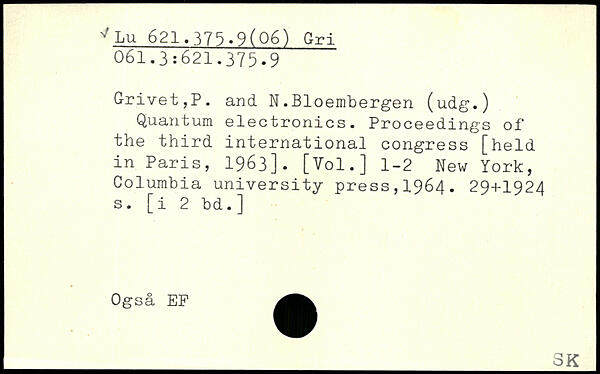 ✓ Lu 621.375.9(06) Gri
061.3:621.375.9
Grivet,P. and N.Bloembergen (udg.)
Quantum electronics. Proceedings of
the third international congress [held
in Paris, 1963]. [Vol.] 1-2 New York,
Columbia university press,1964. 29+1924
s. [i 2 bd.]
Også EF
SK